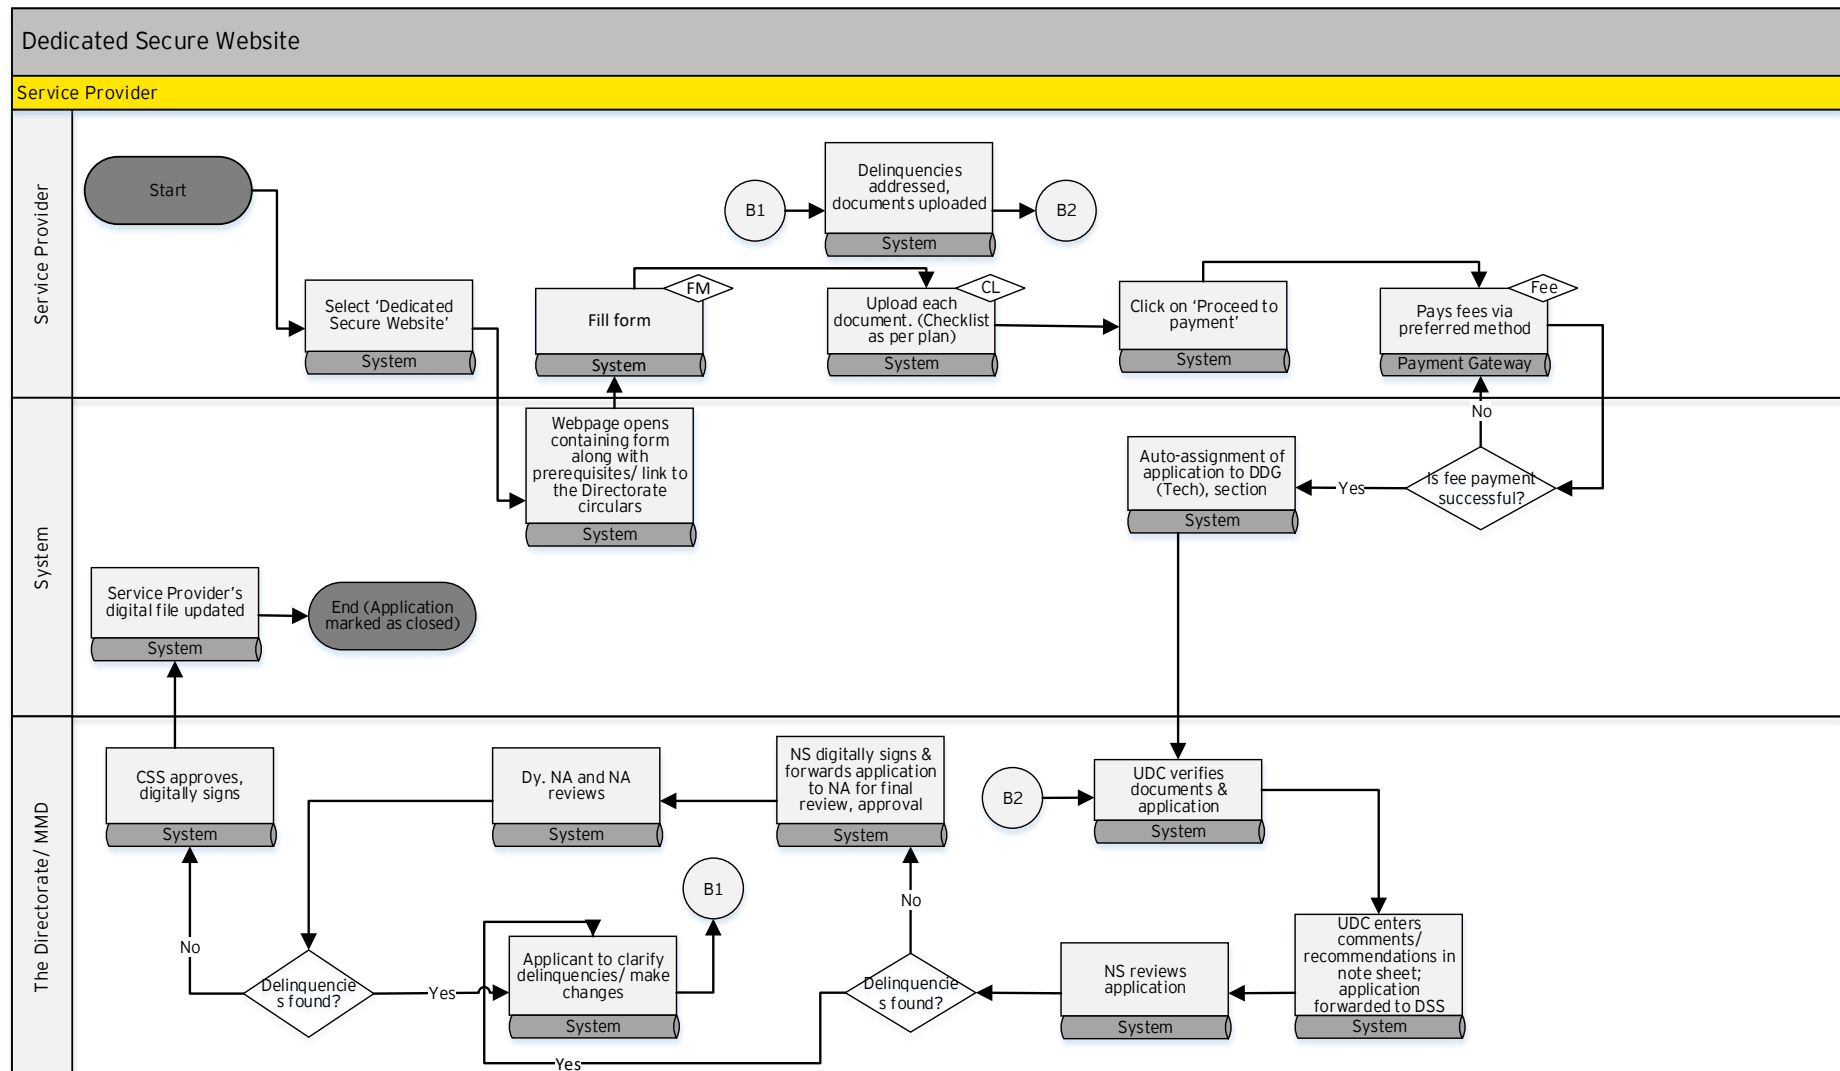 Dedicated Secure Website
Service Provider
Service Provider
Start
Select ‘Dedicated
Secure Website’
System
B1
Delinquencies
addressed,
documents uploaded
System
B2
FM
Fill form
System
CL
Upload each
document. (Checklist
as per plan)
System
Click on ‘Proceed to
payment’
System
Fee
Pays fees via
preferred method
Payment Gateway
System
Webpage opens
containing form
along with
prerequisites/ link to
the Directorate
circulars
System
No
Is fee payment
successful?
Yes
Auto-assignment of
application to DDG
(Tech), section
System
Service Provider’s
digital file updated
System
End (Application
marked as closed)
The Directorate/ MMD
CSS approves,
digitally signs
System
Dy. NA and NA
reviews
System
NS digitally signs &
forwards application
to NA for final
review, approval
System
B2
UDC verifies
documents &
application
System
B1
No
No
Delinquencie
s found?
Yes
Applicant to clarify
delinquencies/ make
changes
System
Yes
Delinquencie
s found?
NS reviews
application
System
UDC enters
comments/
recommendations in
note sheet;
application
forwarded to DSS
System